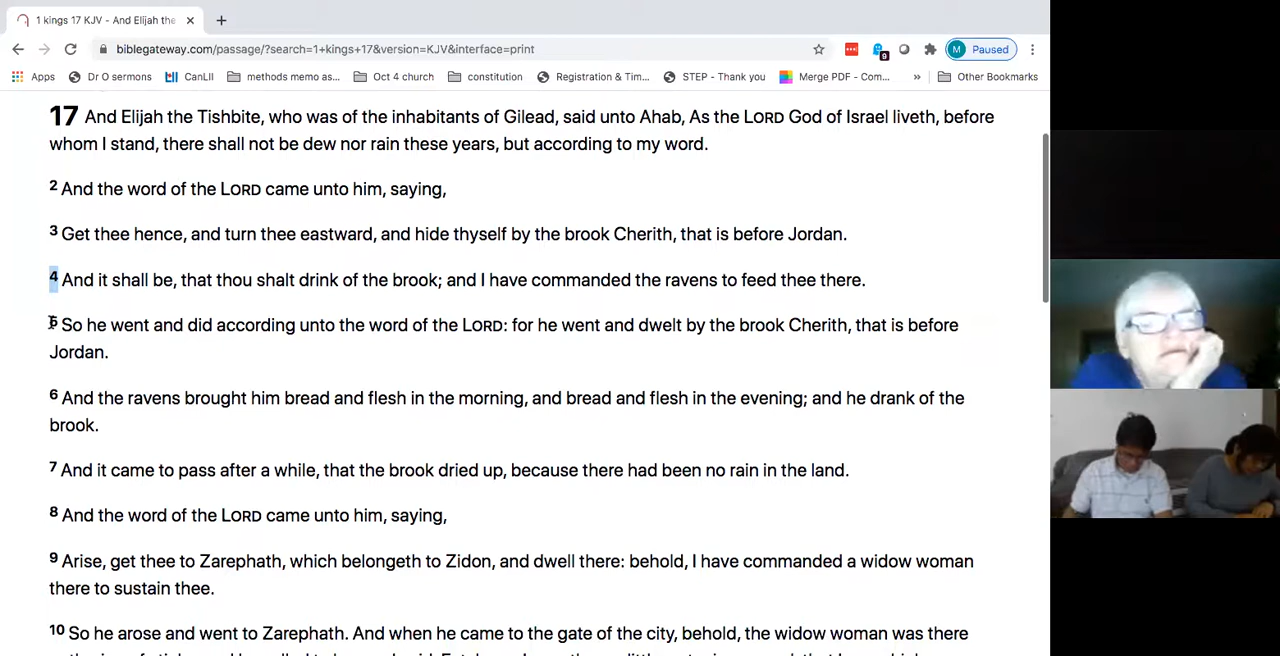 1 kings 17 KJV - And Elijah the
biblegateway.com/passage/?search=1+kings+17&version=KJV&interface=print
9
M Paused
Apps Dr O sermons CanLII methods memo as... Oct 4 church constitution Registration & Tim... STEP - Thank you Merge PDF - Com... » Other Bookmarks
17 And Elijah the Tishbite, who was of the inhabitants of Gilead, said unto Ahab, As the LORD God of Israel liveth, before
whom I stand, there shall not be dew nor rain these years, but according to my word.
2 And the word of the LORD came unto him, saying,
3 Get thee hence, and turn thee eastward, and hide thyself by the brook Cherith, that is before Jordan.
4 And it shall be, that thou shalt drink of the brook; and I have commanded the ravens to feed thee there.
5 So he went and did according unto the word of the LORD: for he went and dwelt by the brook Cherith, that is before
Jordan.
6 And the ravens brought him bread and flesh in the morning, and bread and flesh in the evening; and he drank of the
brook.
7 And it came to pass after a while, that the brook dried up, because there had been no rain in the land.
8 And the word of the LORD came unto him, saying,
9 Arise, get thee to Zarephath, which belongeth to Zidon, and dwell there: behold, I have commanded a widow woman
there to sustain thee.
10 So he arose and went to Zarephath. And when he came to the gate of the city, behold, the widow woman was there